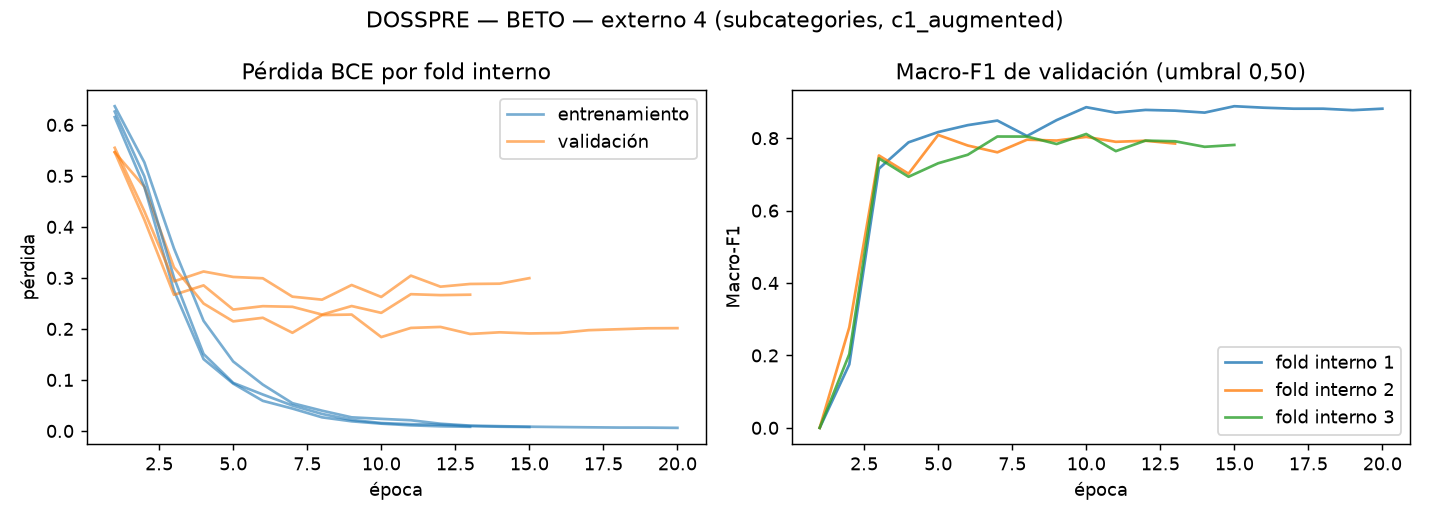 DOSSPRE — BETO — externo 4 (subcategories, c1_augmented)
Pérdida BCE por fold interno
pérdida
0.6
0.5
0.4
0.3
0.2
0.1
0.0
entrenamiento
validación
2.5 5.0 7.5 10.0 12.5 15.0 17.5 20.0
época
Macro-F1 de validación (umbral 0,50)
Macro-F1
0.8
0.6
0.4
0.2
0.0
fold interno 1
fold interno 2
fold interno 3
2.5 5.0 7.5 10.0 12.5 15.0 17.5 20.0
época